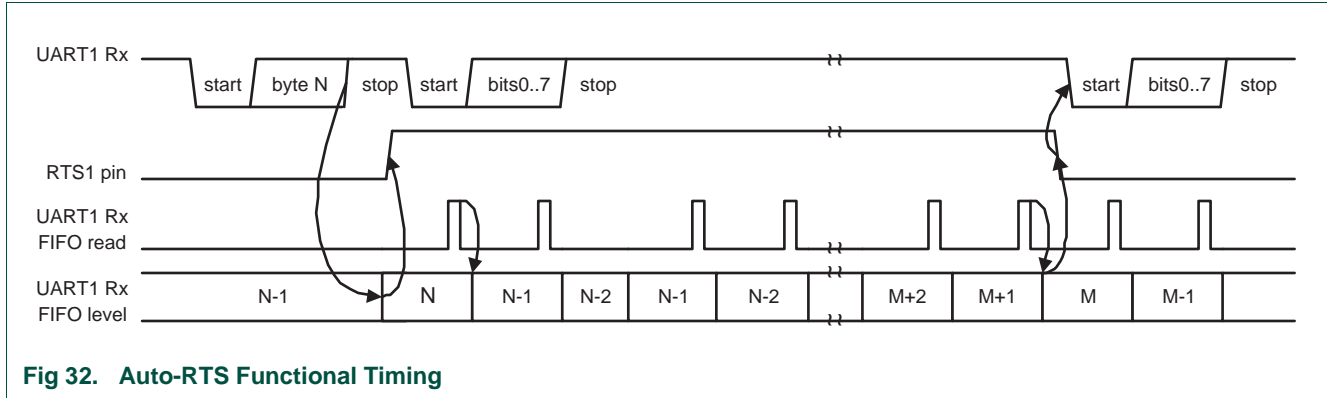 UART1 Rx
start byte N stop start bits0..7 stop start bits0..7 stop
RTS1 pin
UART1 Rx
FIFO read
UART1 Rx
FIFO level
N-1 N N-1 N-2 N-1 N-2 M+2 M+1 M M-1
Fig 32. Auto-RTS Functional Timing